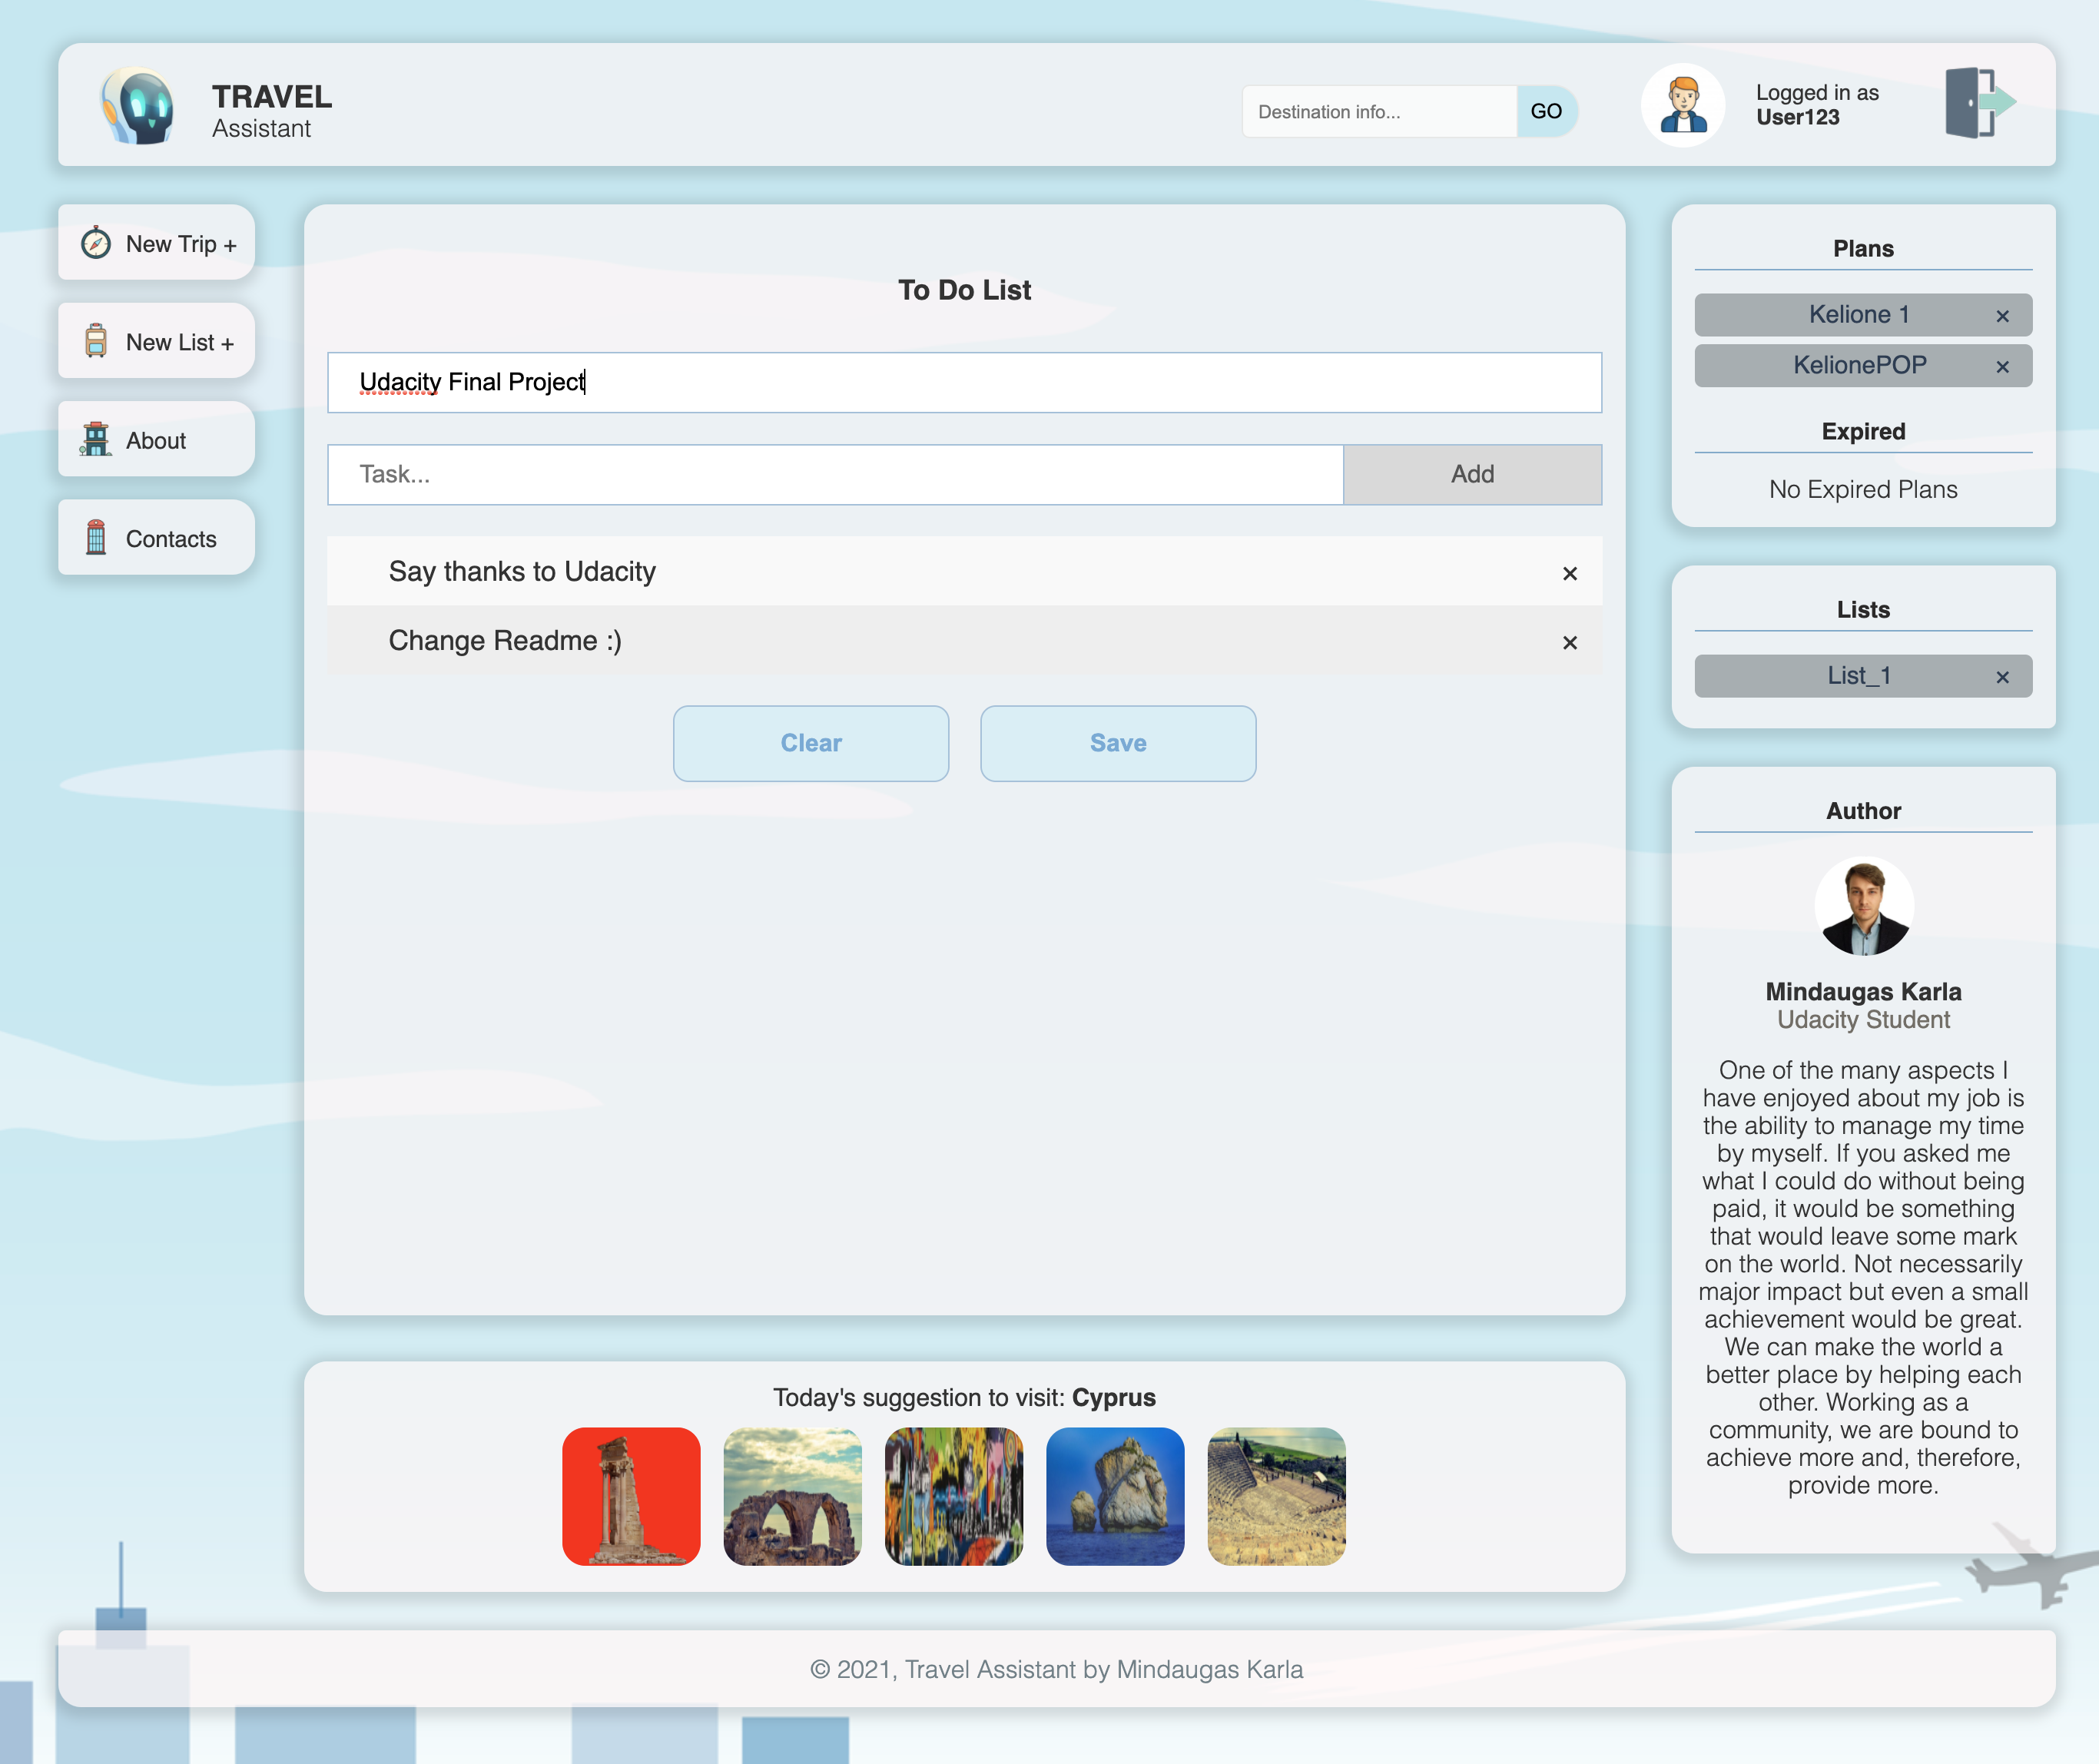 TRAVEL
Assistant
Destination info...
GO
Logged in as
User123
New Trip +
New List +
About
Contacts
To Do List
Udacity Final Project
Task...
Add
Say thanks to Udacity
×
Change Readme :)
×
Clear
Save
Plans
Kelione 1 ×
KelionePOP ×
Expired
No Expired Plans
Lists
List_1 ×
Author
Mindaugas Karla
Udacity Student
One of the many aspects I
have enjoyed about my job is
the ability to manage my time
by myself. If you asked me
what I could do without being
paid, it would be something
that would leave some mark
on the world. Not necessarily
major impact but even a small
achievement would be great.
We can make the world a
better place by helping each
other. Working as a
community, we are bound to
achieve more and, therefore,
provide more.
Today's suggestion to visit: Cyprus
© 2021, Travel Assistant by Mindaugas Karla